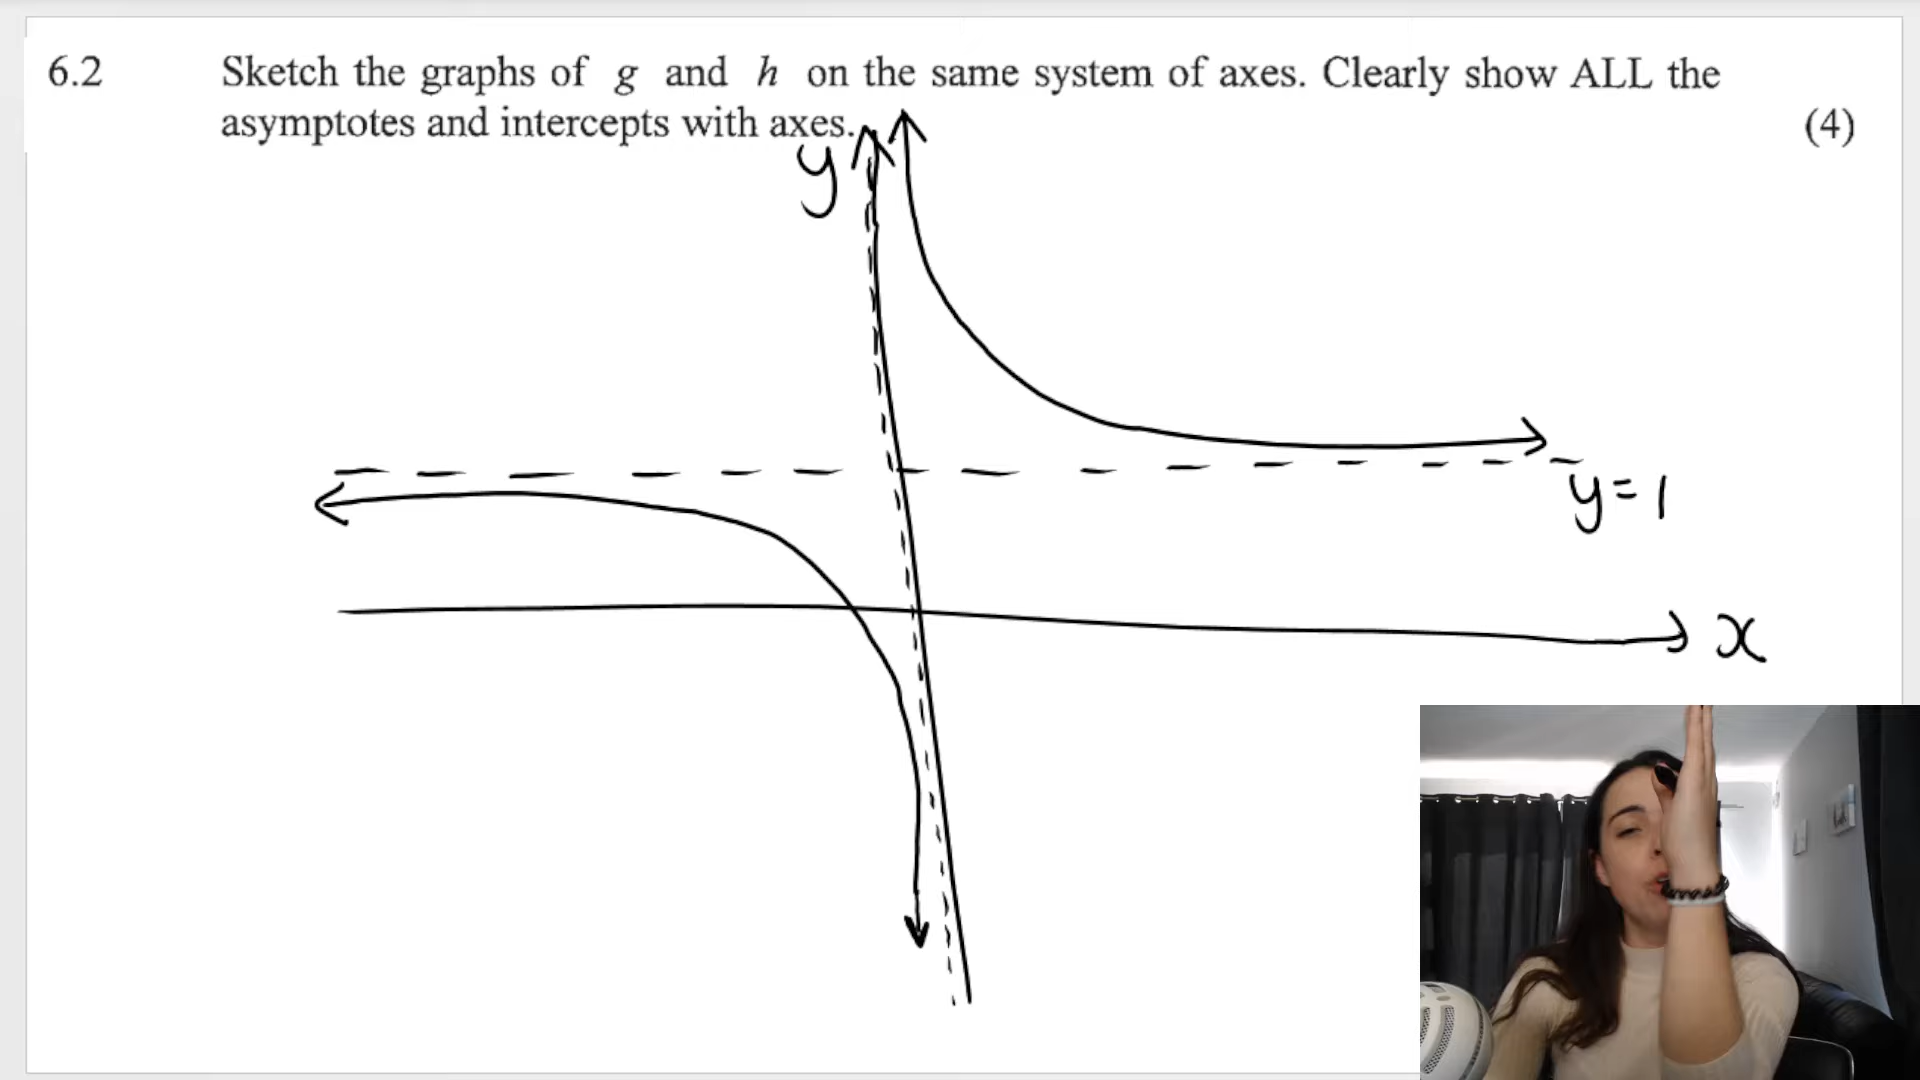 6.2 Sketch the graphs of g and h on the same system of axes. Clearly show ALL the
asymptotes and intercepts with axes. (4)
y
y = 1
x